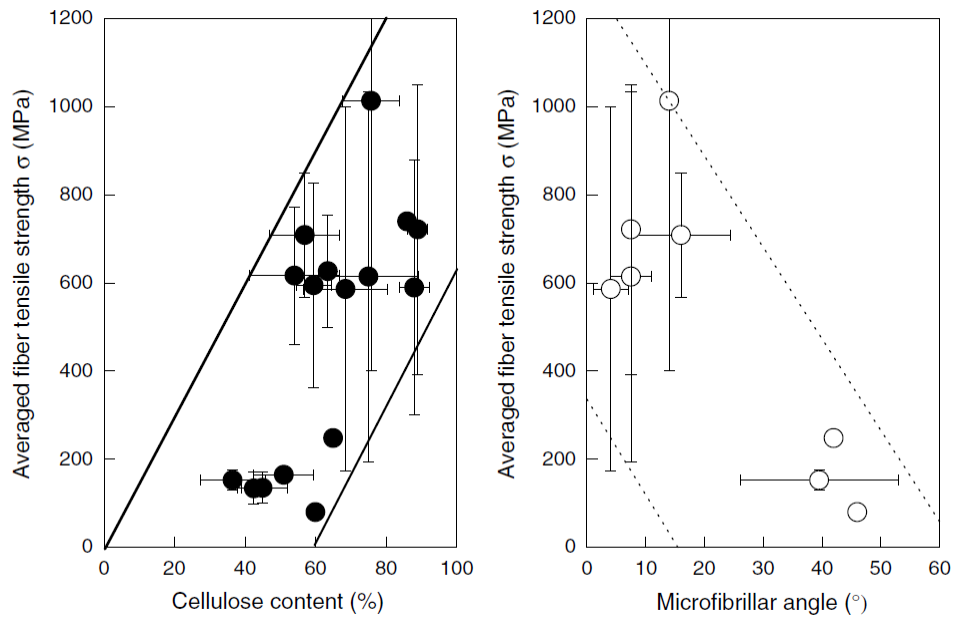 1200
1000
800
600
400
200
0
0 20 40 60 80 100
Cellulose content (%)
Averaged fiber tensile strength σ (MPa)
1200
1000
800
600
400
200
0
0 10 20 30 40 50 60
Microfibrillar angle (°)
Averaged fiber tensile strength σ (MPa)